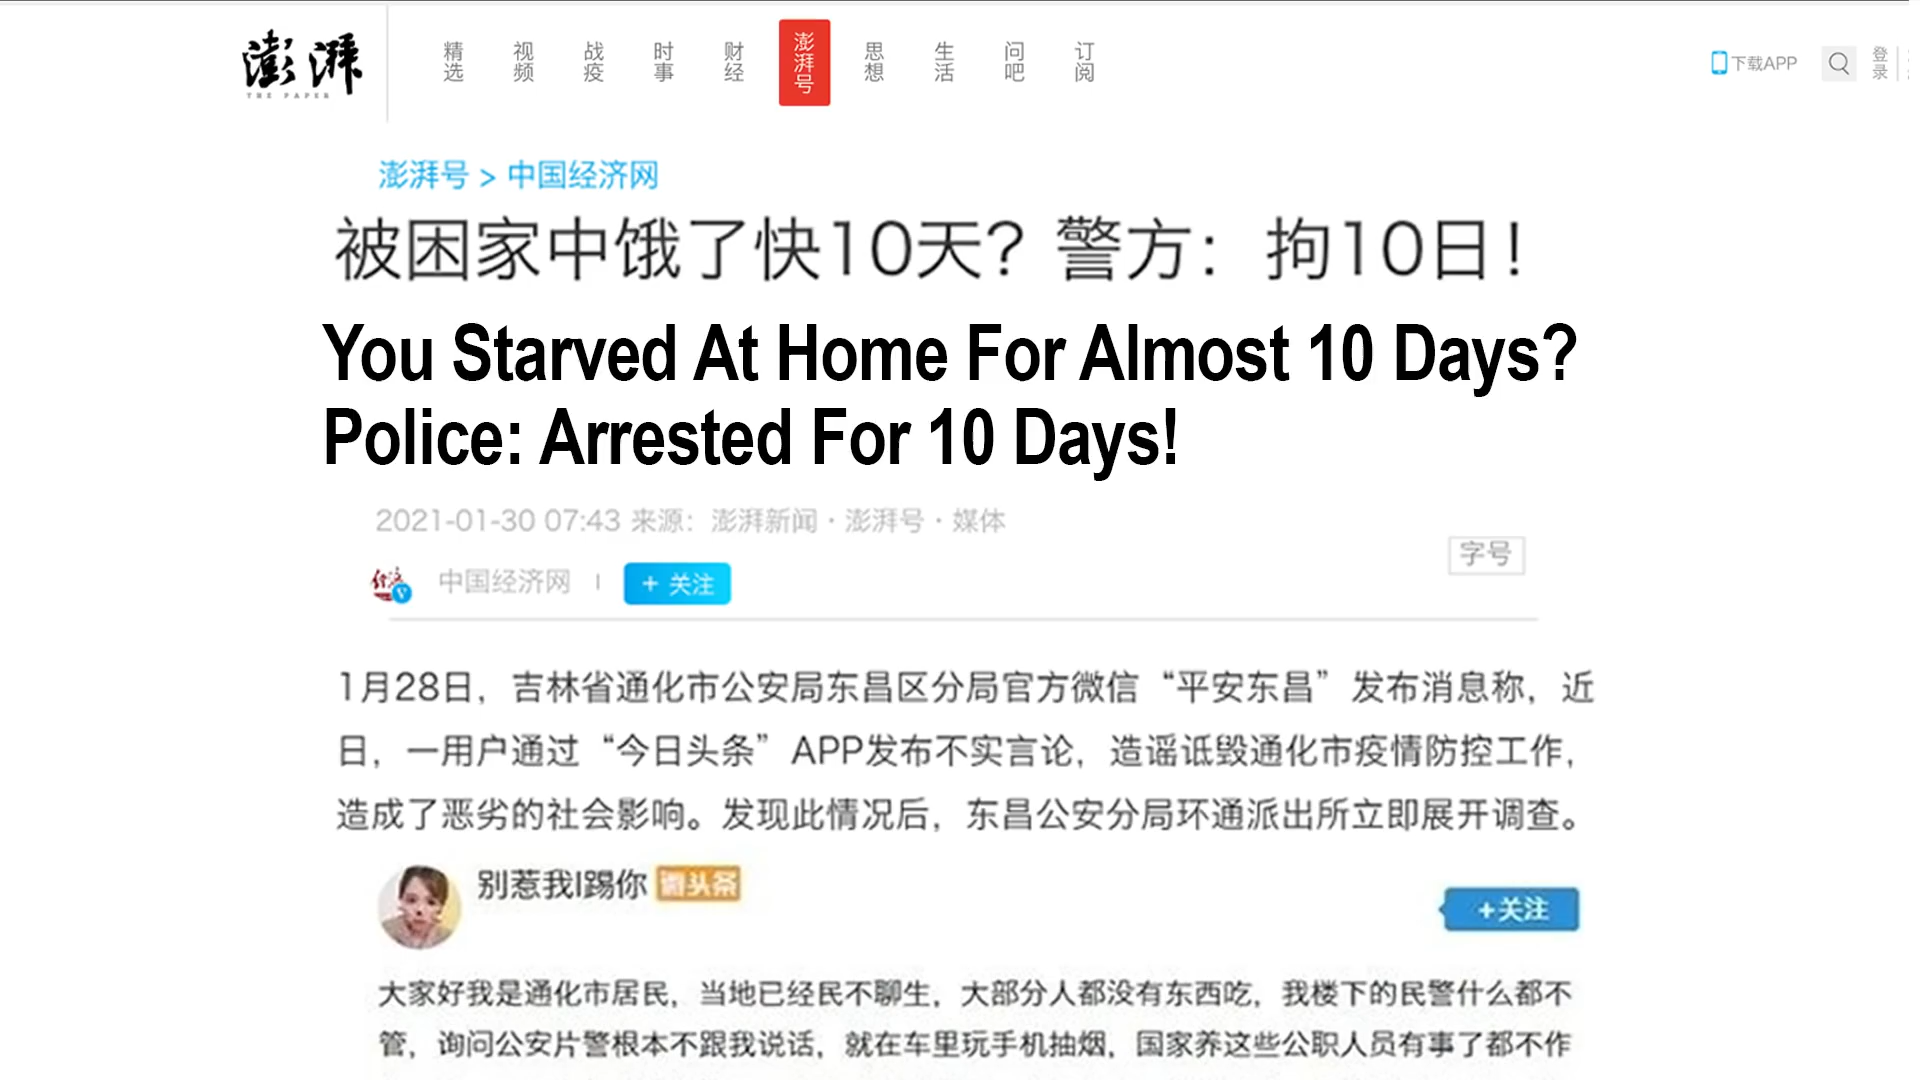 澎湃
THE PAPER
精选 视频 战疫 时事 财经 澎湃号 思想 生活 问吧 订阅
下载APP 登录
澎湃号 > 中国经济网
被困家中饿了快10天？警方：拘10日！
You Starved At Home For Almost 10 Days?
Police: Arrested For 10 Days!
2021-01-30 07:43 来源：澎湃新闻 · 澎湃号 · 媒体
字号
中国经济网 + 关注
1月28日，吉林省通化市公安局东昌区分局官方微信“平安东昌”发布消息称，近
日，一用户通过“今日头条”APP发布不实言论，造谣诋毁通化市疫情防控工作，
造成了恶劣的社会影响。发现此情况后，东昌公安分局环通派出所立即展开调查。
别惹我I踢你 微头条
+关注
大家好我是通化市居民，当地已经民不聊生，大部分人都没有东西吃，我楼下的民警什么都不
管，询问公安片警根本不跟我说话，就在车里玩手机抽烟，国家养这些公职人员有事了都不作